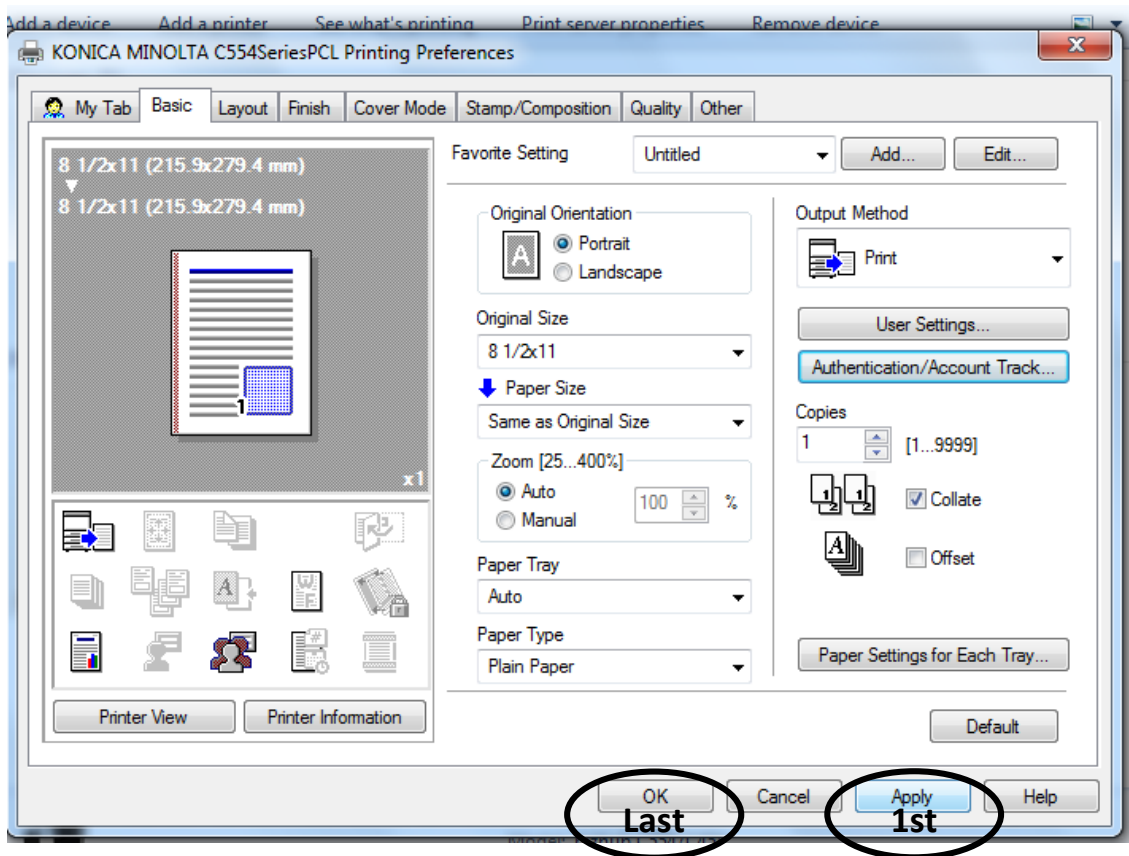 Add a device Add a printer See what's printing Print server properties Remove device
KONICA MINOLTA C554SeriesPCL Printing Preferences
X
My Tab Basic Layout Finish Cover Mode Stamp/Composition Quality Other
8 1/2x11 (215.9x279.4 mm)
8 1/2x11 (215.9x279.4 mm)
1
x1
Printer View Printer Information
Favorite Setting Untitled Add... Edit...
Original Orientation
A
Portrait
Landscape
Original Size
8 1/2x11
Paper Size
Same as Original Size
Zoom [25...400%]
Auto
Manual
100 %
Paper Tray
Auto
Paper Type
Plain Paper
Output Method
Print
User Settings...
Authentication/Account Track...
Copies
1 [1...9999]
1 2 1 2 Collate
A Offset
Paper Settings for Each Tray...
Default
OK Cancel Apply Help
Last 1st